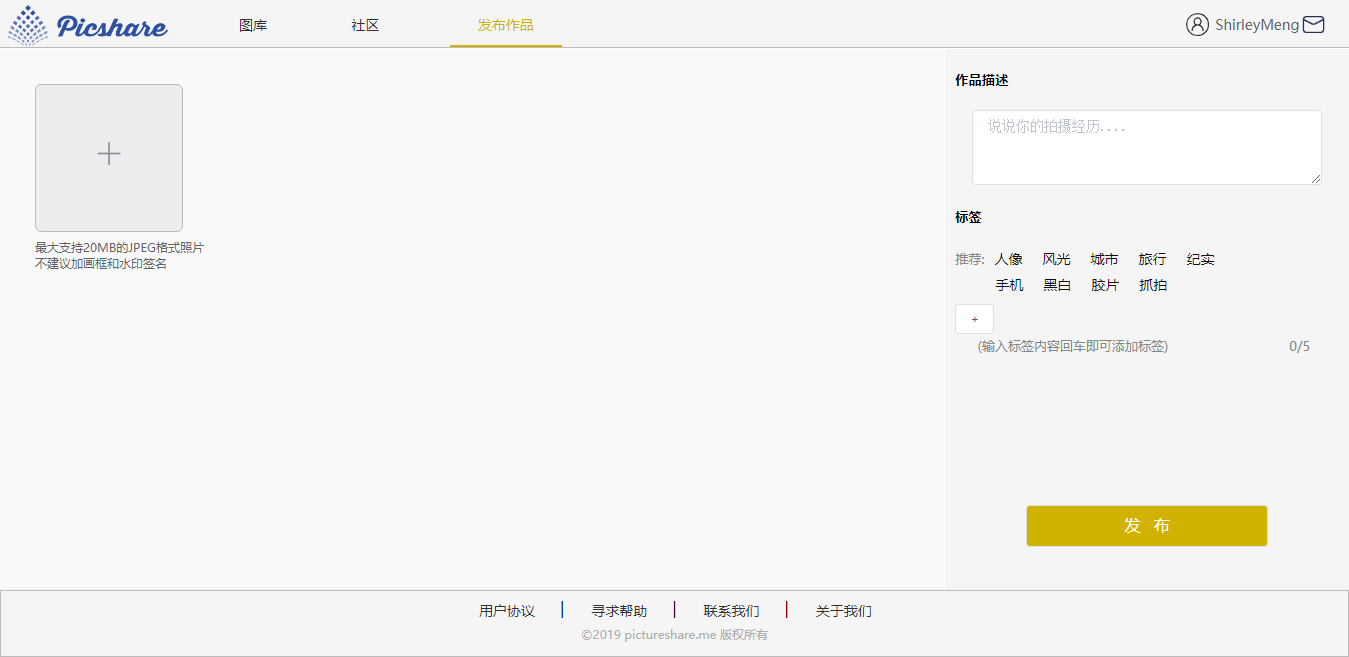 Picshare 图库 社区 发布作品 ShirleyMeng
作品描述
说说你的拍摄经历....
+
最大支持20MB的JPEG格式照片
不建议加画框和水印签名
标签
推荐: 人像 风光 城市 旅行 纪实
手机 黑白 胶片 抓拍
+
(输入标签内容回车即可添加标签) 0/5
发 布
用户协议 | 寻求帮助 | 联系我们 | 关于我们
©2019 pictureshare.me 版权所有